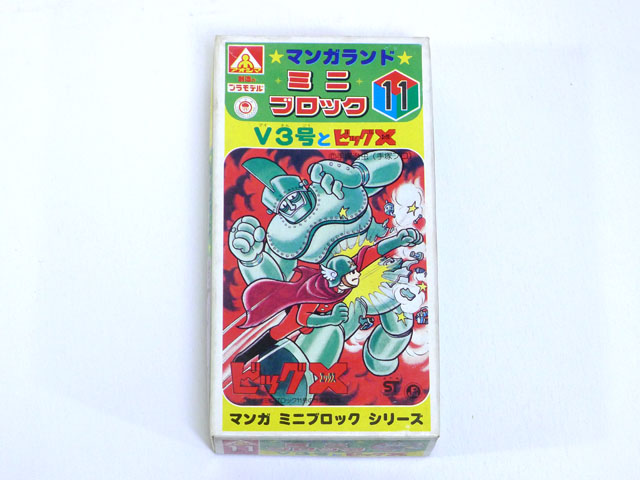 ★マンガランド★
ミニ
ブロック
11
プラモデル
V3号とビッグX
ビッグX
ST
マンガ ミニブロック シリーズ
11